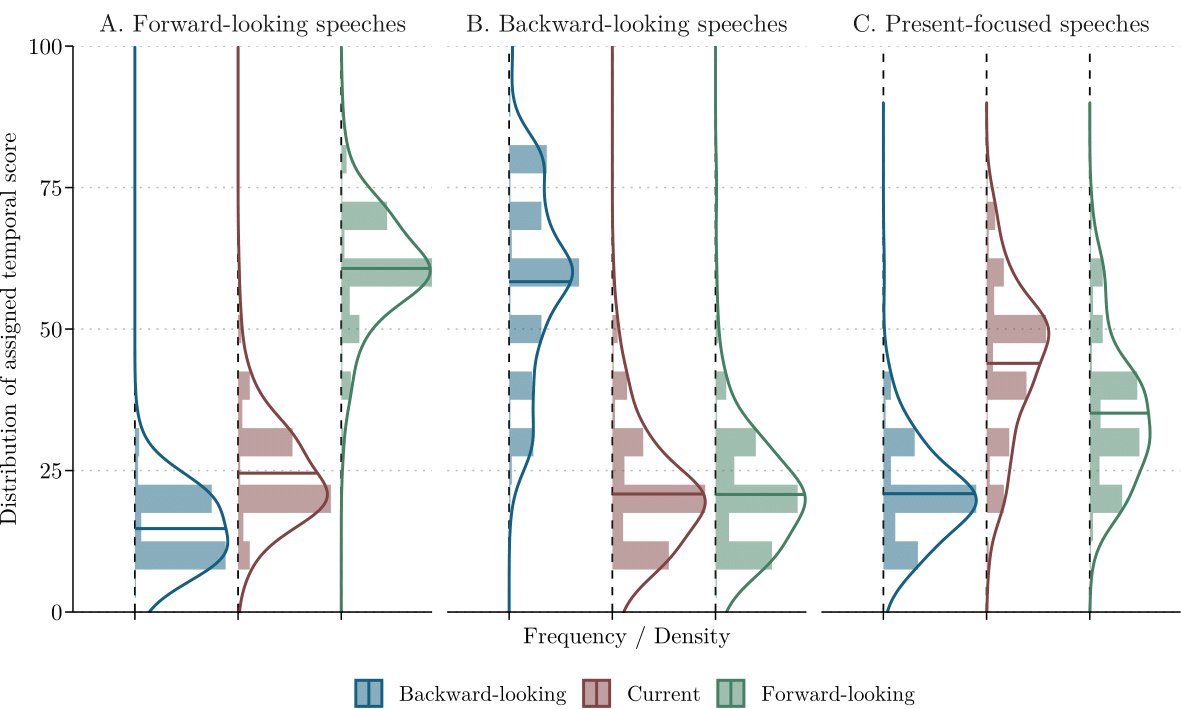 A. Forward-looking speeches
B. Backward-looking speeches
C. Present-focused speeches
Distribution of assigned temporal score
100
75
50
25
0
Frequency / Density
Backward-looking
Current
Forward-looking